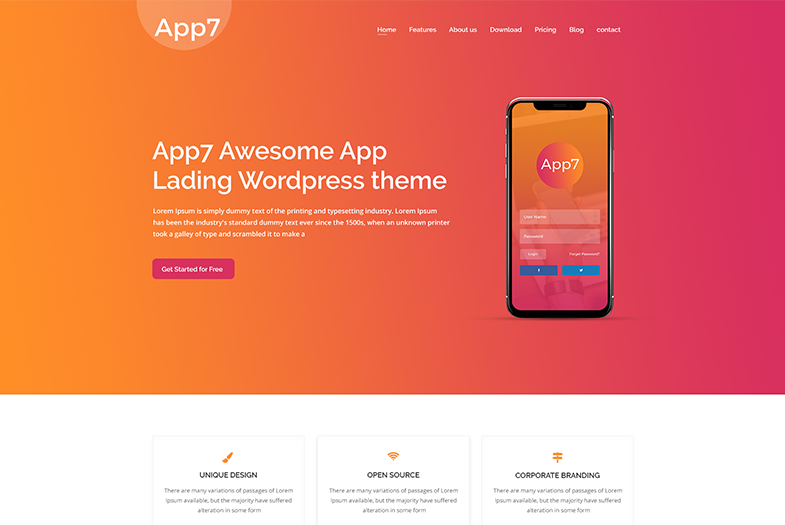 App7
Home Features About us Download Pricing Blog contact
App7 Awesome App
Lading Wordpress theme
Lorem Ipsum is simply dummy text of the printing and typesetting industry. Lorem Ipsum
has been the industry's standard dummy text ever since the 1500s, when an unknown printer
took a galley of type and scrambled it to make a
Get Started for Free
App7
User Name
Password
Login Forget Password?
UNIQUE DESIGN
There are many variations of passages of Lorem
Ipsum available, but the majority have suffered
alteration in some form
OPEN SOURCE
There are many variations of passages of Lorem
Ipsum available, but the majority have suffered
alteration in some form
CORPORATE BRANDING
There are many variations of passages of Lorem
Ipsum available, but the majority have suffered
alteration in some form